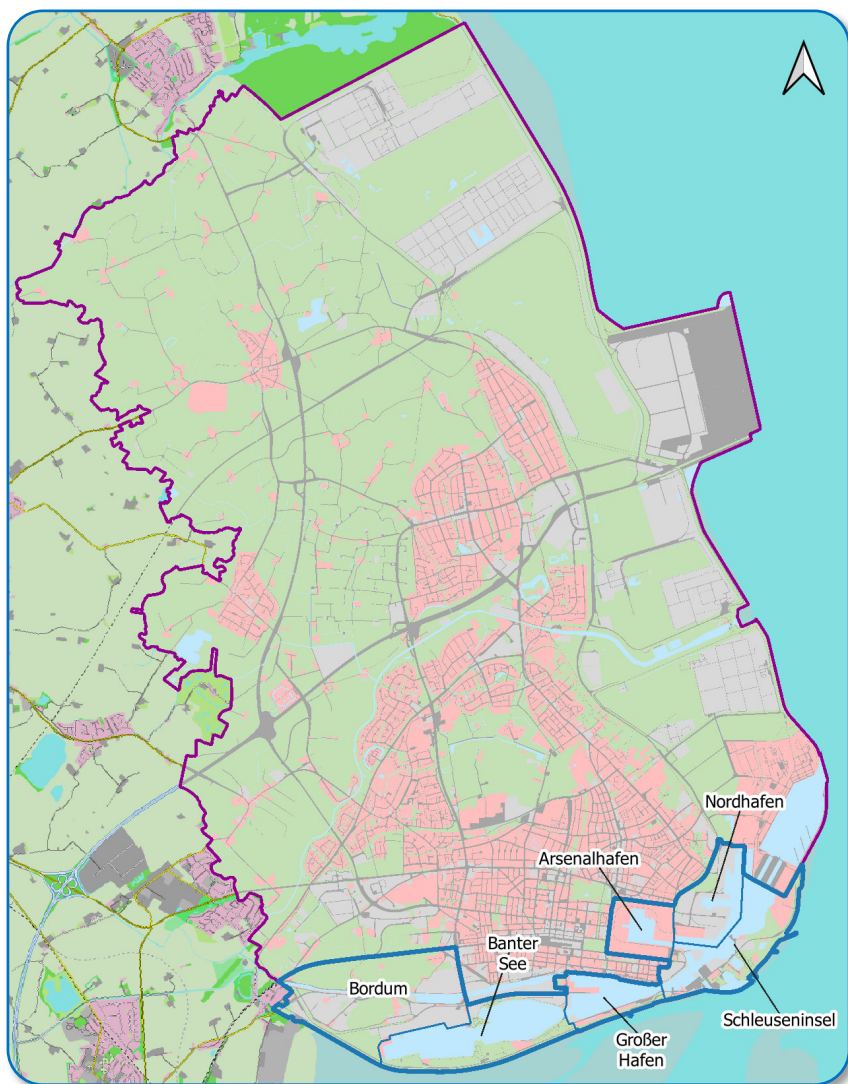 Nordhafen
Arsenalhafen
Banter
See
Bordum
Großer
Hafen
Schleuseninsel